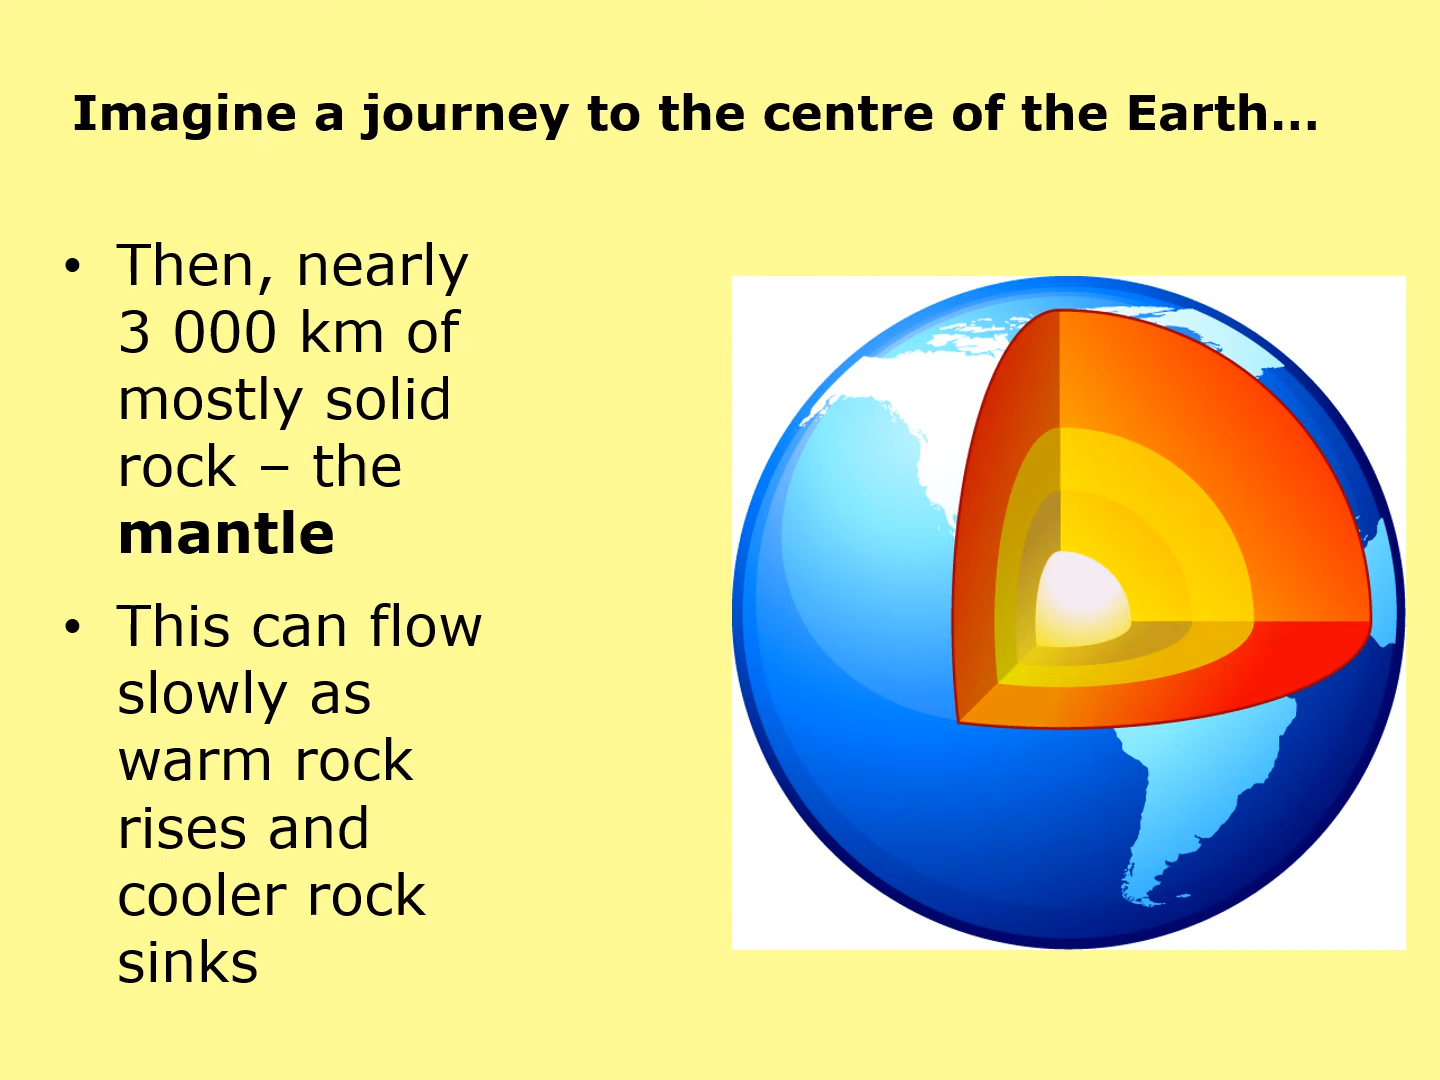 Imagine a journey to the centre of the Earth…
• Then, nearly
3 000 km of
mostly solid
rock – the
mantle
• This can flow
slowly as
warm rock
rises and
cooler rock
sinks